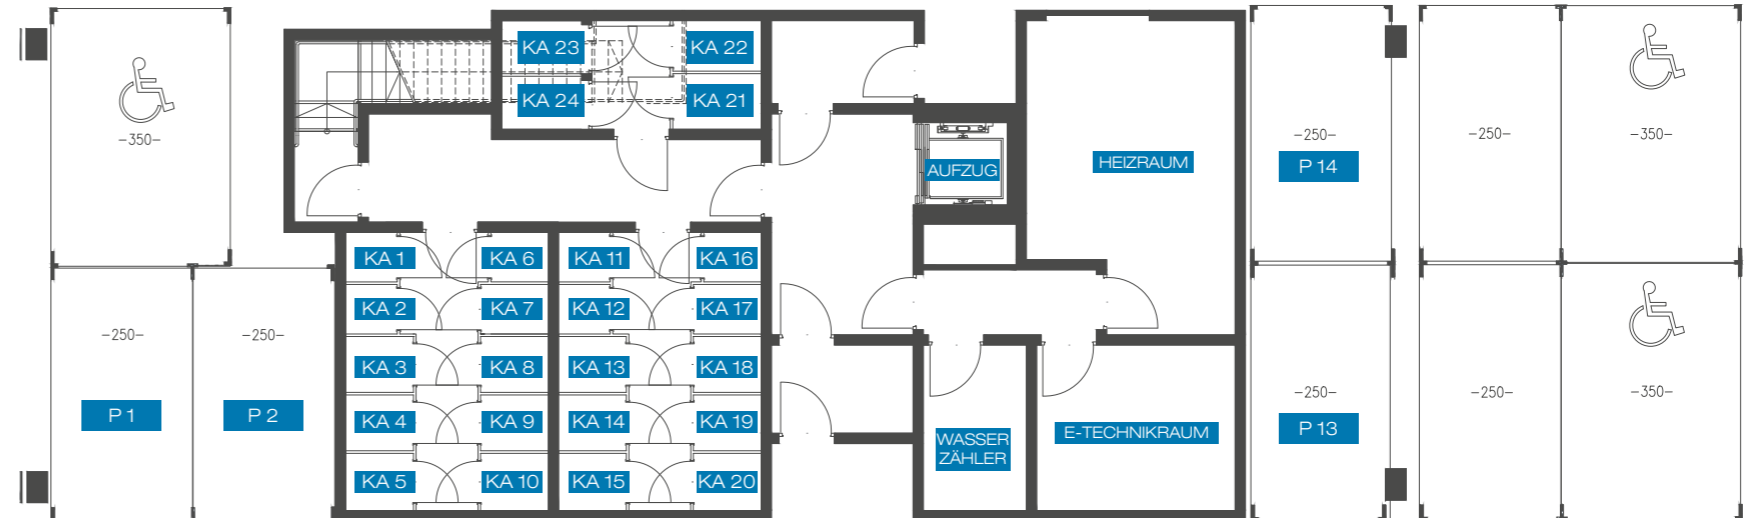 KA 23
KA 22
KA 24
KA 21
-350-
-250-
P 14
-250-
-350-
AUFZUG
HEIZRAUM
KA 1
KA 6
KA 11
KA 16
KA 2
KA 7
KA 12
KA 17
-250-
-250-
KA 3
KA 8
KA 13
KA 18
P 1
P 2
KA 4
KA 9
KA 14
KA 19
-250-
P 13
-250-
-350-
WASSER
ZÄHLER
E-TECHNIKRAUM
KA 5
KA 10
KA 15
KA 20